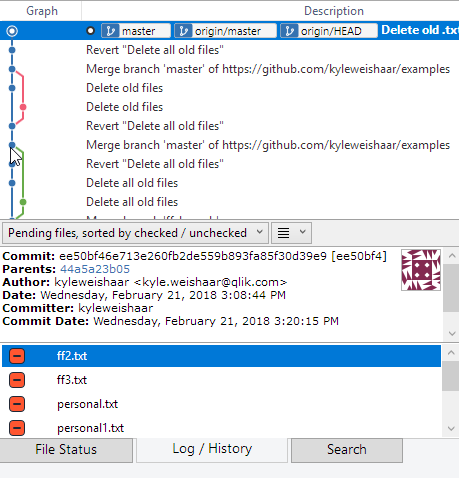 Graph Description
master origin/master origin/HEAD Delete old .txt
Revert "Delete all old files"
Merge branch 'master' of https://github.com/kyleweishaar/examples
Delete old files
Delete old files
Revert "Delete all old files"
Merge branch 'master' of https://github.com/kyleweishaar/examples
Revert "Delete all old files"
Delete all old files
Delete all old files
Pending files, sorted by checked / unchecked
Commit: ee50bf46e713e260fb2de559b893fa85f30d39e9 [ee50bf4]
Parents: 44a5a23b05
Author: kyleweishaar <kyle.weishaar@qlik.com>
Date: Wednesday, February 21, 2018 3:08:44 PM
Committer: kyleweishaar
Commit Date: Wednesday, February 21, 2018 3:20:15 PM
ff2.txt
ff3.txt
personal.txt
personal1.txt
File Status Log / History Search